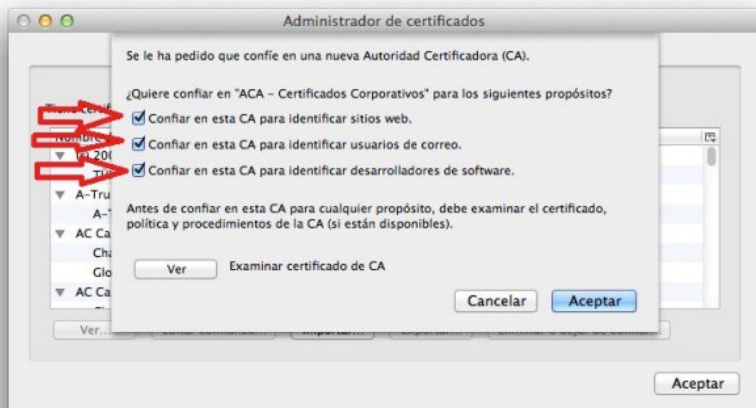 Administrador de certificados
Se le ha pedido que confíe en una nueva Autoridad Certificadora (CA).
¿Quiere confiar en "ACA – Certificados Corporativos" para los siguientes propósitos?
Confiar en esta CA para identificar sitios web.
Confiar en esta CA para identificar usuarios de correo.
Confiar en esta CA para identificar desarrolladores de software.
Antes de confiar en esta CA para cualquier propósito, debe examinar el certificado,
política y procedimientos de la CA (si están disponibles).
Ver Examinar certificado de CA
Cancelar Aceptar
A-Tru
A-
AC Ca
Cha
Glo
AC Ca
Ver...
Aceptar